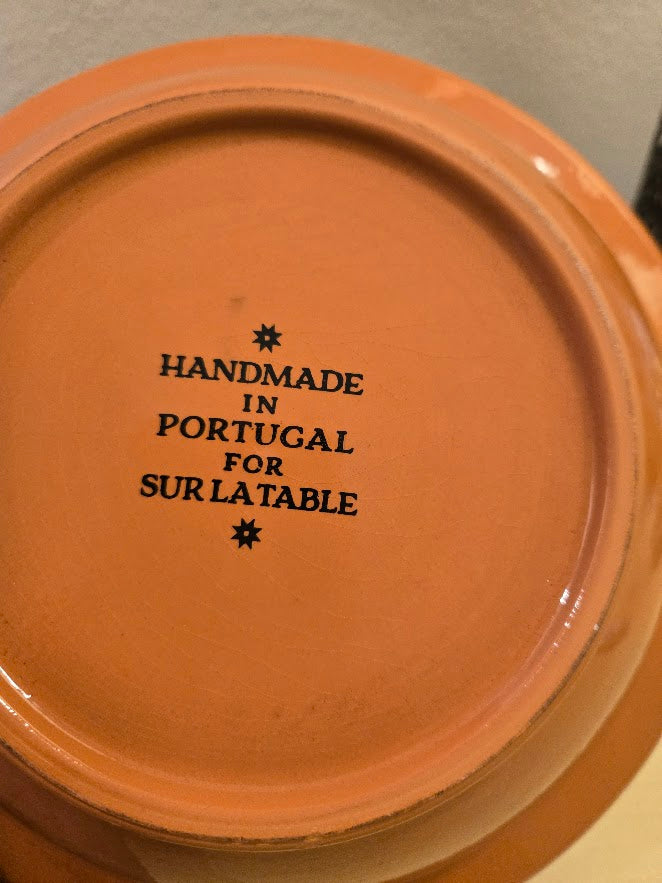 HANDMADE
IN
PORTUGAL
FOR
SUR LA TABLE